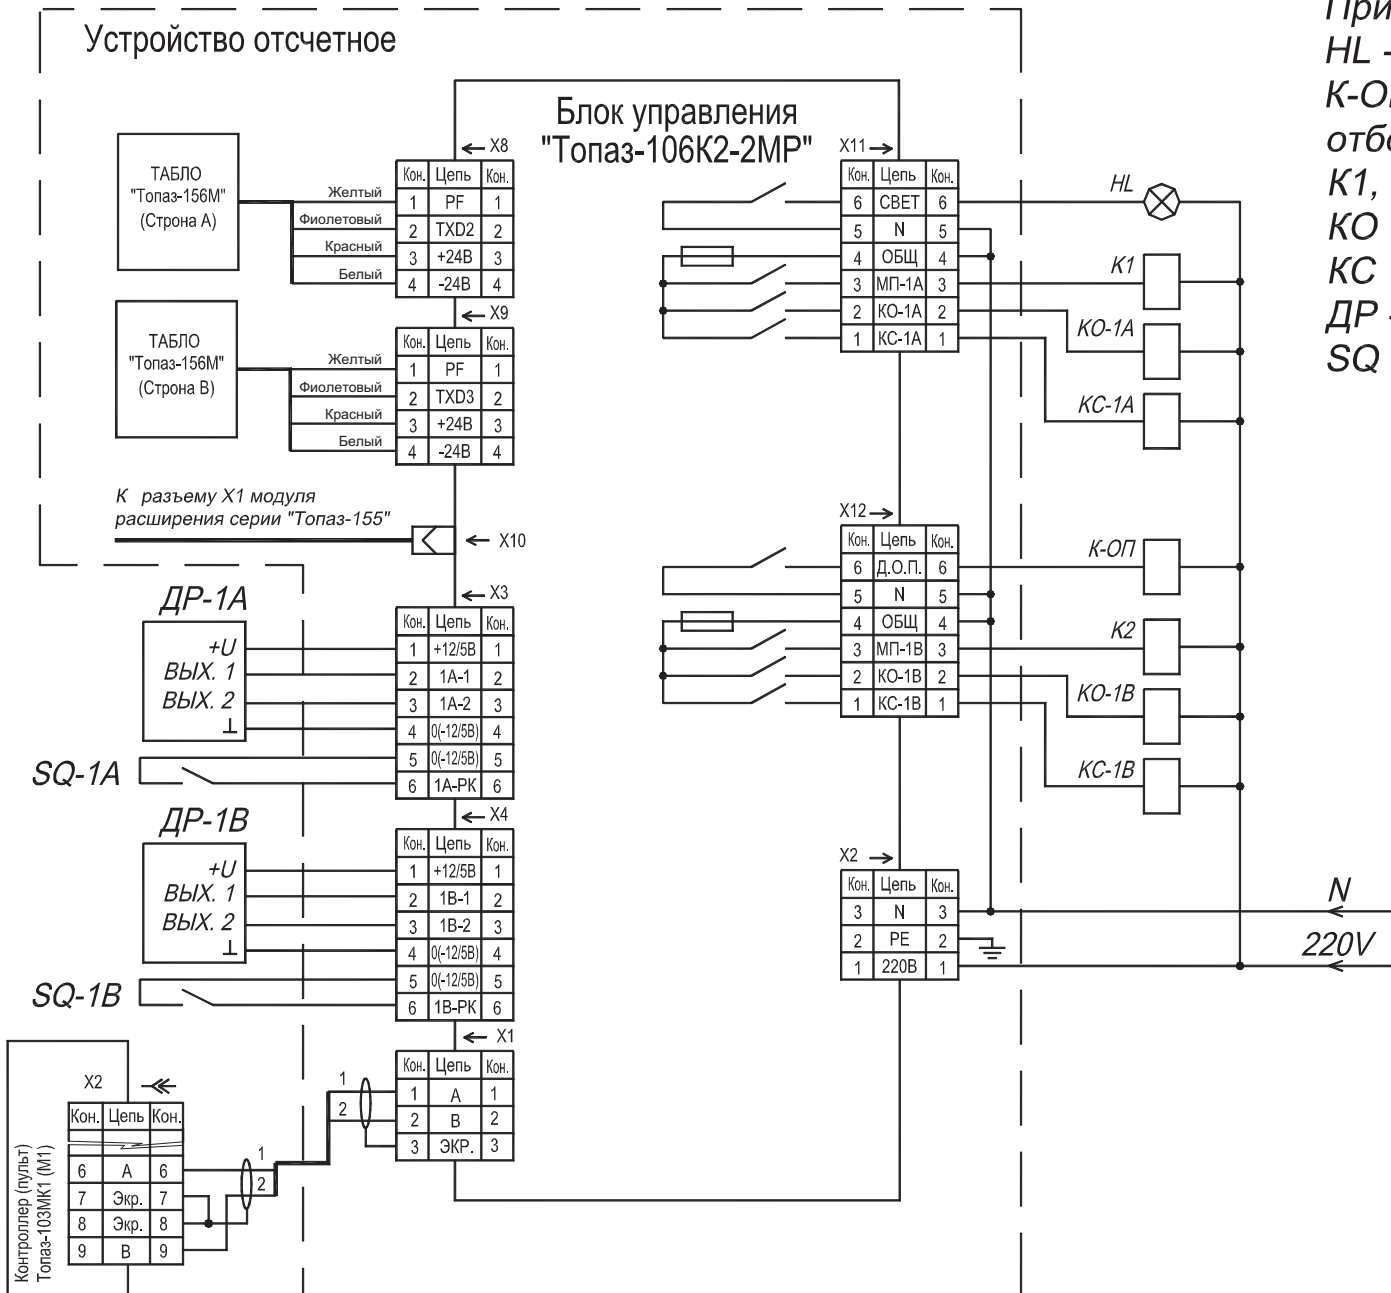 Устройство отсчетное
Блок управления
"Топаз-106К2-2МР"
ТАБЛО
"Топаз-156М"
(Строна А)
Желтый
Фиолетовый
Красный
Белый
X8
Кон. Цепь Кон.
1 PF 1
2 TXD2 2
3 +24В 3
4 -24В 4
ТАБЛО
"Топаз-156М"
(Строна В)
Желтый
Фиолетовый
Красный
Белый
X9
Кон. Цепь Кон.
1 PF 1
2 TXD3 2
3 +24В 3
4 -24В 4
К разъему X1 модуля
расширения серии "Топаз-155"
X10
ДР-1А
+U
ВЫХ. 1
ВЫХ. 2
⊥
SQ-1A
X3
Кон. Цепь Кон.
1 +12/5В 1
2 1А-1 2
3 1А-2 3
4 0(-12/5В) 4
5 0(-12/5В) 5
6 1А-РК 6
ДР-1В
+U
ВЫХ. 1
ВЫХ. 2
⊥
SQ-1B
X4
Кон. Цепь Кон.
1 +12/5В 1
2 1В-1 2
3 1В-2 3
4 0(-12/5В) 4
5 0(-12/5В) 5
6 1В-РК 6
X1
Кон. Цепь Кон.
1 А 1
2 В 2
3 ЭКР. 3
1
2
Контроллер (пульт)
Топаз-103МК1 (М1)
X2
Кон. Цепь Кон.
6 А 6
7 Экр. 7
8 Экр. 8
9 В 9
1
2
X11
Кон. Цепь Кон.
6 СВЕТ 6
5 N 5
4 ОБЩ 4
3 МП-1А 3
2 КО-1А 2
1 КС-1А 1
HL
К1
КО-1А
КС-1А
X12
Кон. Цепь Кон.
6 Д.О.П. 6
5 N 5
4 ОБЩ 4
3 МП-1В 3
2 КО-1В 2
1 КС-1В 1
К-ОП
К2
КО-1В
КС-1В
X2
Кон. Цепь Кон.
3 N 3
2 PE 2
1 220В 1
N
220V
При
HL -
отб
К1,
КО
КС
ДР -
SQ